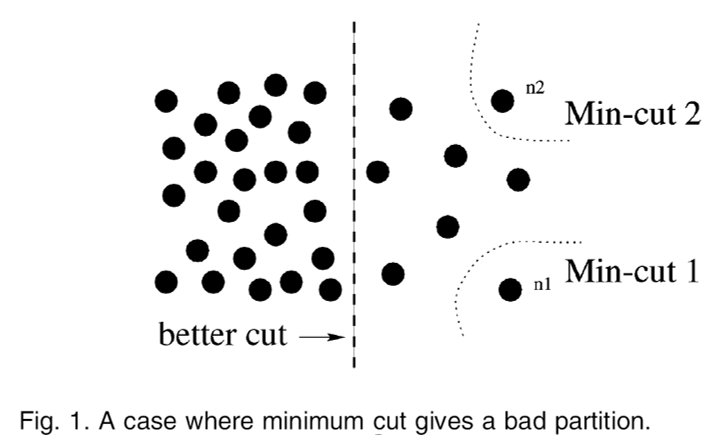 n2
Min-cut 2
n1
Min-cut 1
better cut
Fig. 1. A case where minimum cut gives a bad partition.